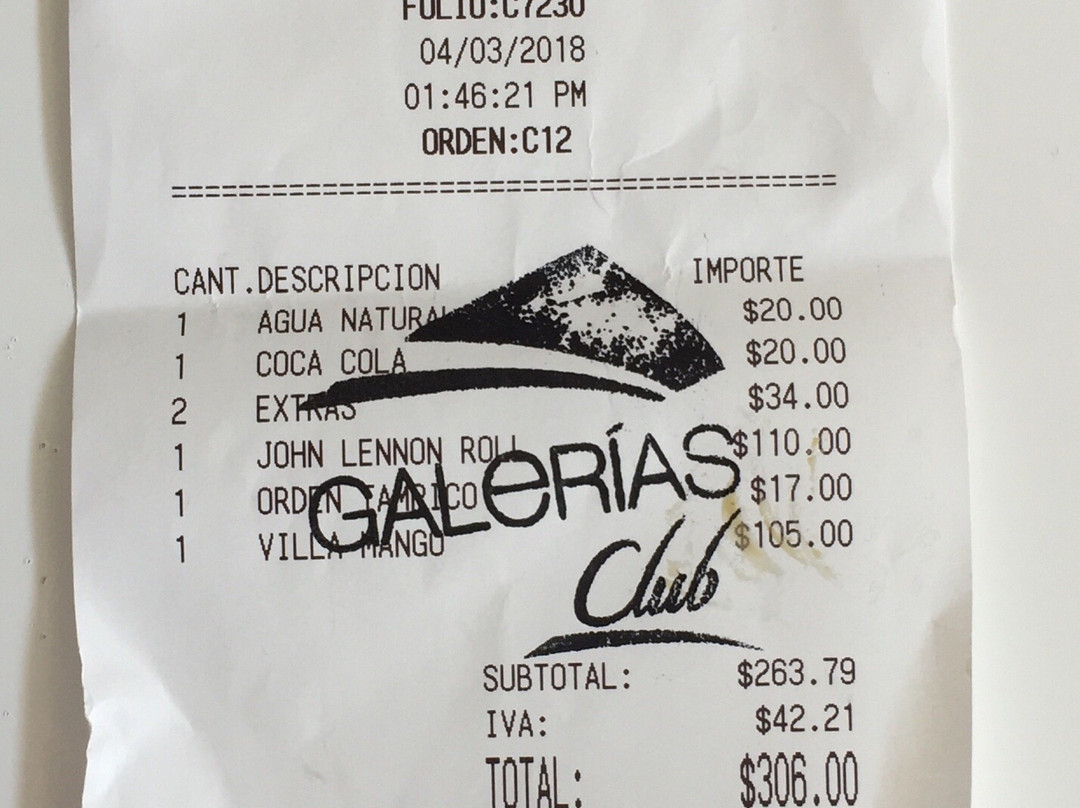 FOLIO:C7230
04/03/2018
01:46:21 PM
ORDEN:C12
========================================
CANT.DESCRIPCION IMPORTE
1 AGUA NATURAL $20.00
1 COCA COLA $20.00
2 EXTRAS $34.00
1 JOHN LENNON ROLL $110.00
1 ORDEN TAMPICO $17.00
1 VILLA MANGO $105.00
GALERÍAS
Club
SUBTOTAL: $263.79
IVA: $42.21
TOTAL: $306.00